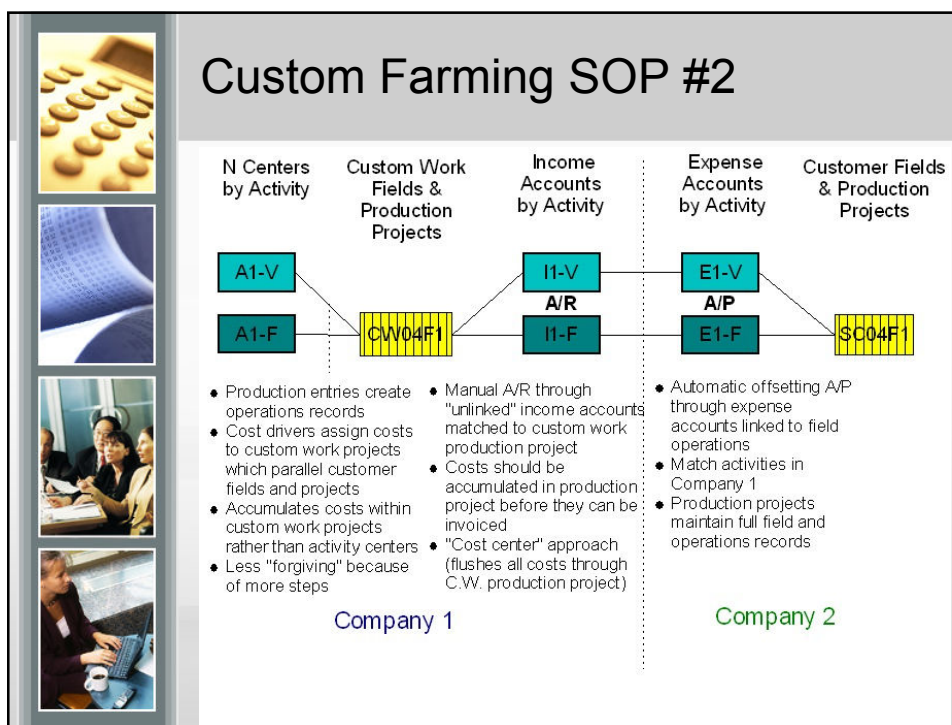 Custom Farming SOP #2
N Centers
by Activity
Custom Work
Fields &
Production
Projects
Income
Accounts
by Activity
Expense
Accounts
by Activity
Customer Fields
& Production
Projects
A1-V
I1-V
E1-V
A/R
A/P
A1-F
CW04F1
I1-F
E1-F
SC04F1
● Production entries create
operations records
● Cost drivers assign costs
to custom work projects
which parallel customer
fields and projects
● Accumulates costs within
custom work projects
rather than activity centers
● Less "forgiving" because
of more steps
● Manual A/R through
"unlinked" income accounts
matched to custom work
production project
● Costs should be
accumulated in production
project before they can be
invoiced
● "Cost center" approach
(flushes all costs through
C.W. production project)
● Automatic offsetting A/P
through expense
accounts linked to field
operations
● Match activities in
Company 1
● Production projects
maintain full field and
operations records
Company 1
Company 2